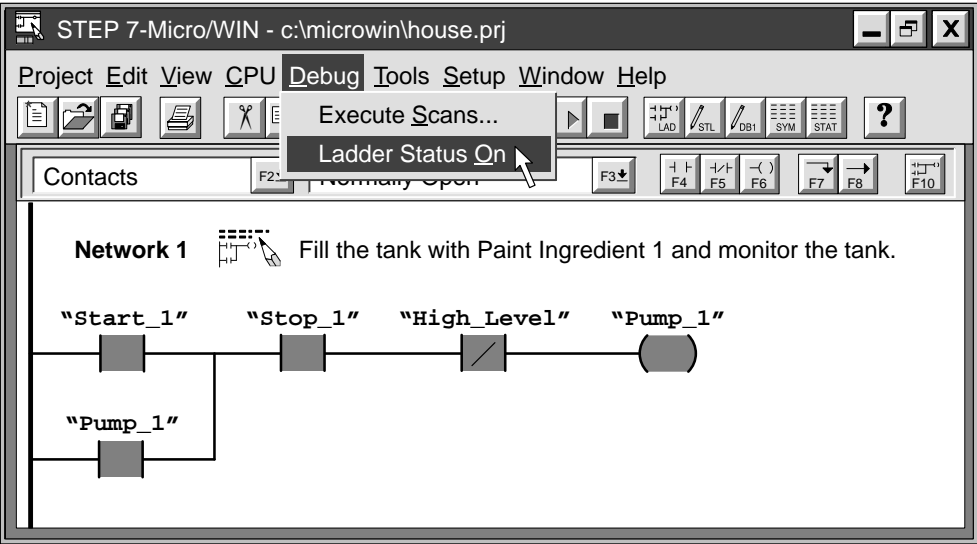 STEP 7-Micro/WIN - c:\microwin\house.prj
Project Edit View CPU Debug Tools Setup Window Help
Execute Scans...
LAD STL DB1 SYM STAT ?
Ladder Status On
Contacts F2 Normally Open F3 F4 F5 F6 F7 F8 F10
Network 1 Fill the tank with Paint Ingredient 1 and monitor the tank.
“Start_1” “Stop_1” “High_Level” “Pump_1”
“Pump_1”